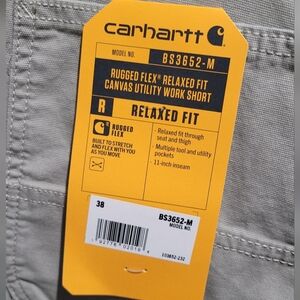 carhartt
MODEL NO. BS3652-M
RUGGED FLEX® RELAXED FIT
CANVAS UTILITY WORK SHORT
R RELAXED FIT
RUGGED
FLEX
BUILT TO STRETCH
AND FLEX WITH YOU
AS YOU MOVE
Relaxed fit through
seat and thigh
Multiple tool and utility
pockets
11-inch inseam
38
BS3652-M
MODEL NO.
103652-232